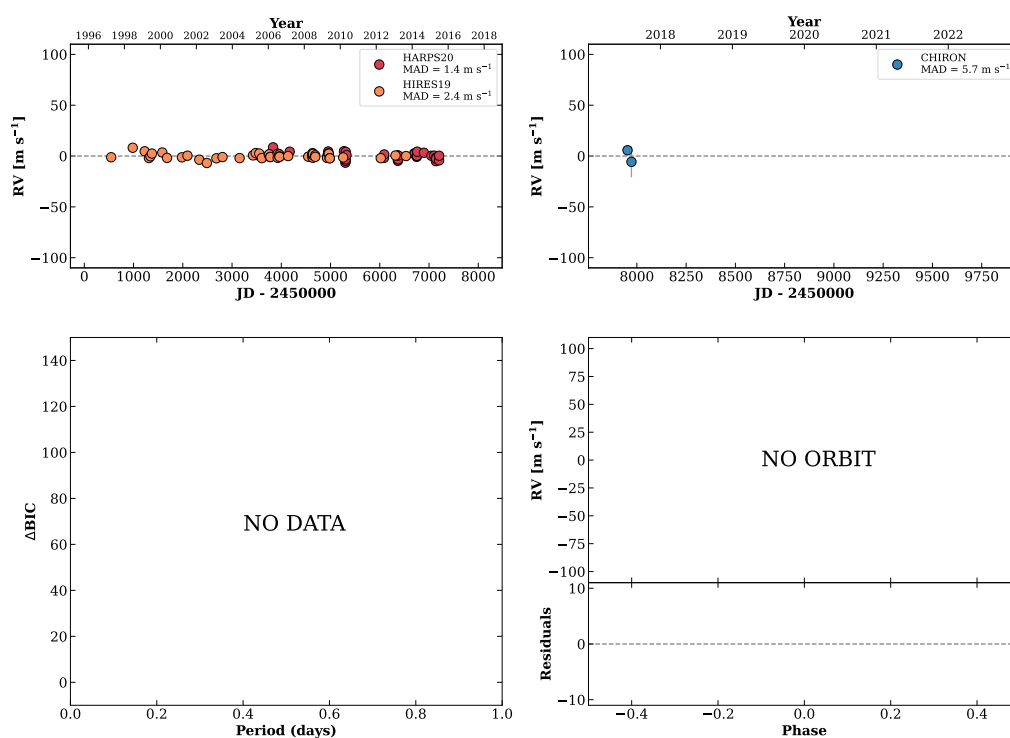 Year
1996 1998 2000 2002 2004 2006 2008 2010 2012 2014 2016 2018
100
50
0
−50
−100
RV [m s⁻¹]
HARPS20
MAD = 1.4 m s⁻¹
HIRES19
MAD = 2.4 m s⁻¹
0 1000 2000 3000 4000 5000 6000 7000 8000
JD - 2450000
Year
2018 2019 2020 2021 2022
100
50
0
−50
−100
RV [m s⁻¹]
CHIRON
MAD = 5.7 m s⁻¹
8000 8250 8500 8750 9000 9250 9500 9750
JD - 2450000
140
120
100
80
60
40
20
0
ΔBIC
NO DATA
0.0 0.2 0.4 0.6 0.8 1.0
Period (days)
100
75
50
25
0
−25
−50
−75
−100
RV [m s⁻¹]
NO ORBIT
10
0
−10
Residuals
−0.4 −0.2 0.0 0.2 0.4
Phase